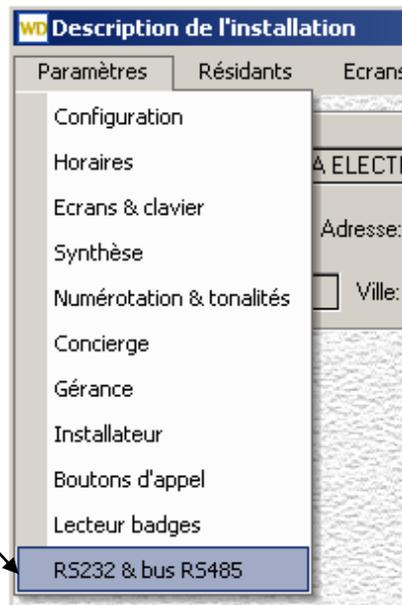 WD Description de l'installation
Paramètres Résidants Ecrans
Configuration
Horaires
Ecrans & clavier
Synthèse
Numérotation & tonalités
Concierge
Gérance
Installateur
Boutons d'appel
Lecteur badges
RS232 & bus RS485
A ELECT
Adresse:
Ville: